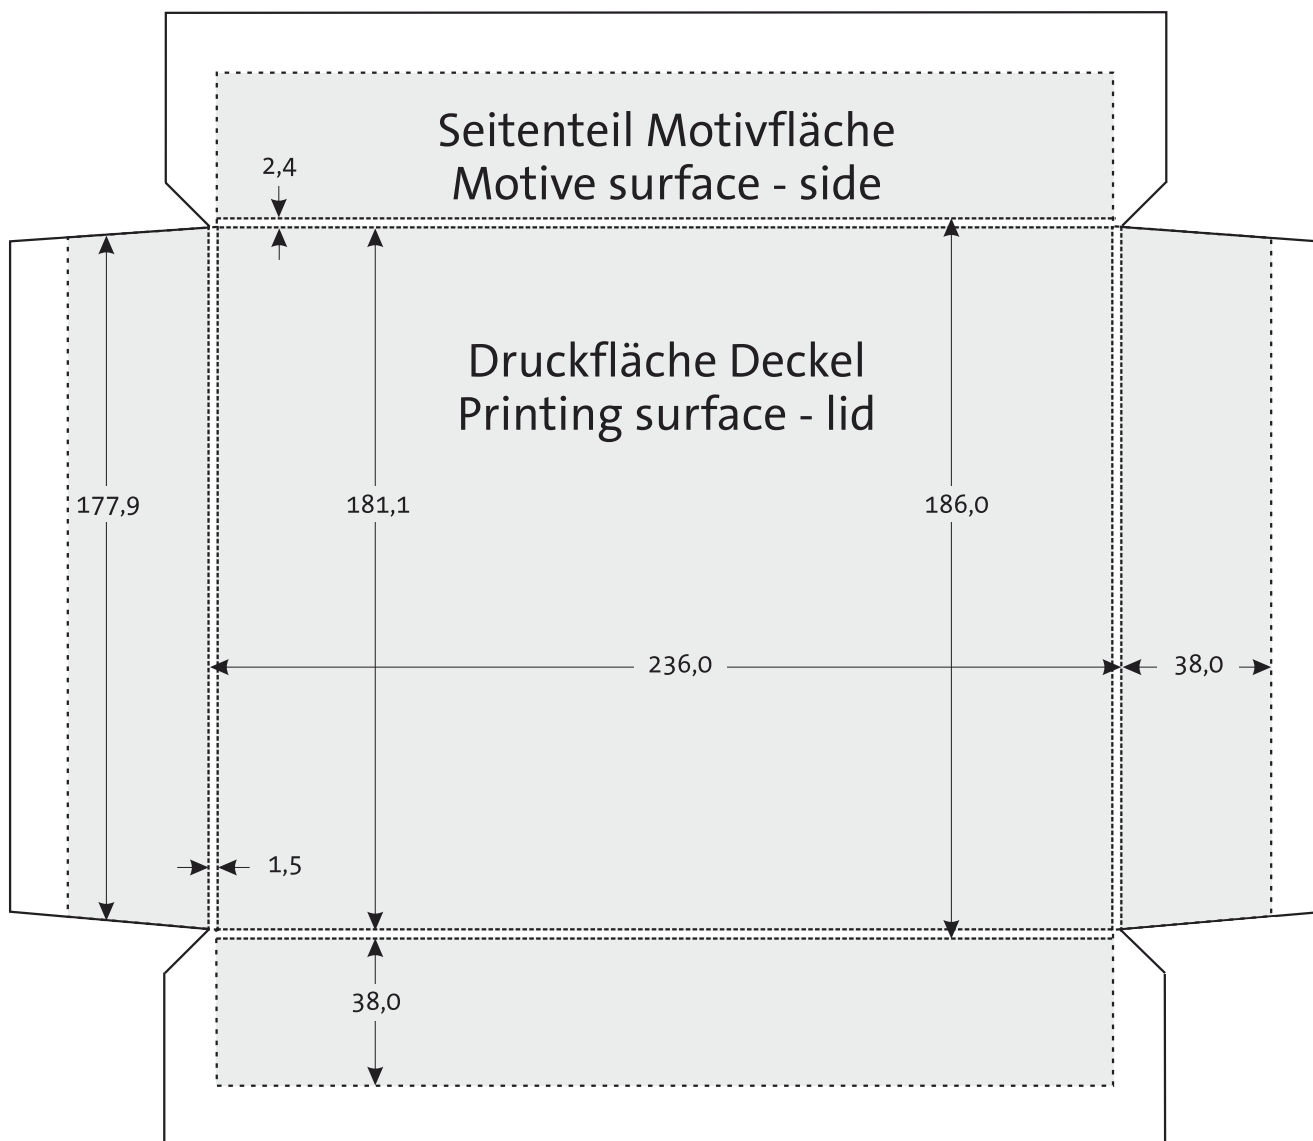 Seitenteil Motivfläche
Motive surface - side
2,4
Druckfläche Deckel
Printing surface - lid
177,9
181,1
186,0
236,0
38,0
1,5
38,0